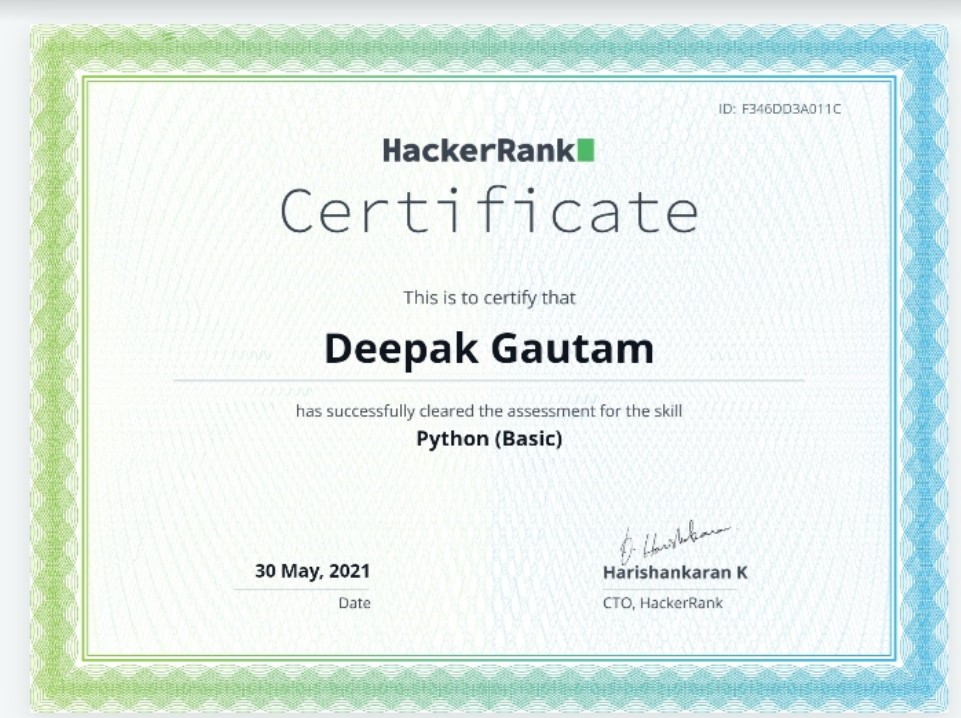 ID: F346DD3A011C
HackerRank
Certificate
This is to certify that
Deepak Gautam
has successfully cleared the assessment for the skill
Python (Basic)
D. Harishankaran
30 May, 2021
Harishankaran K
Date
CTO, HackerRank